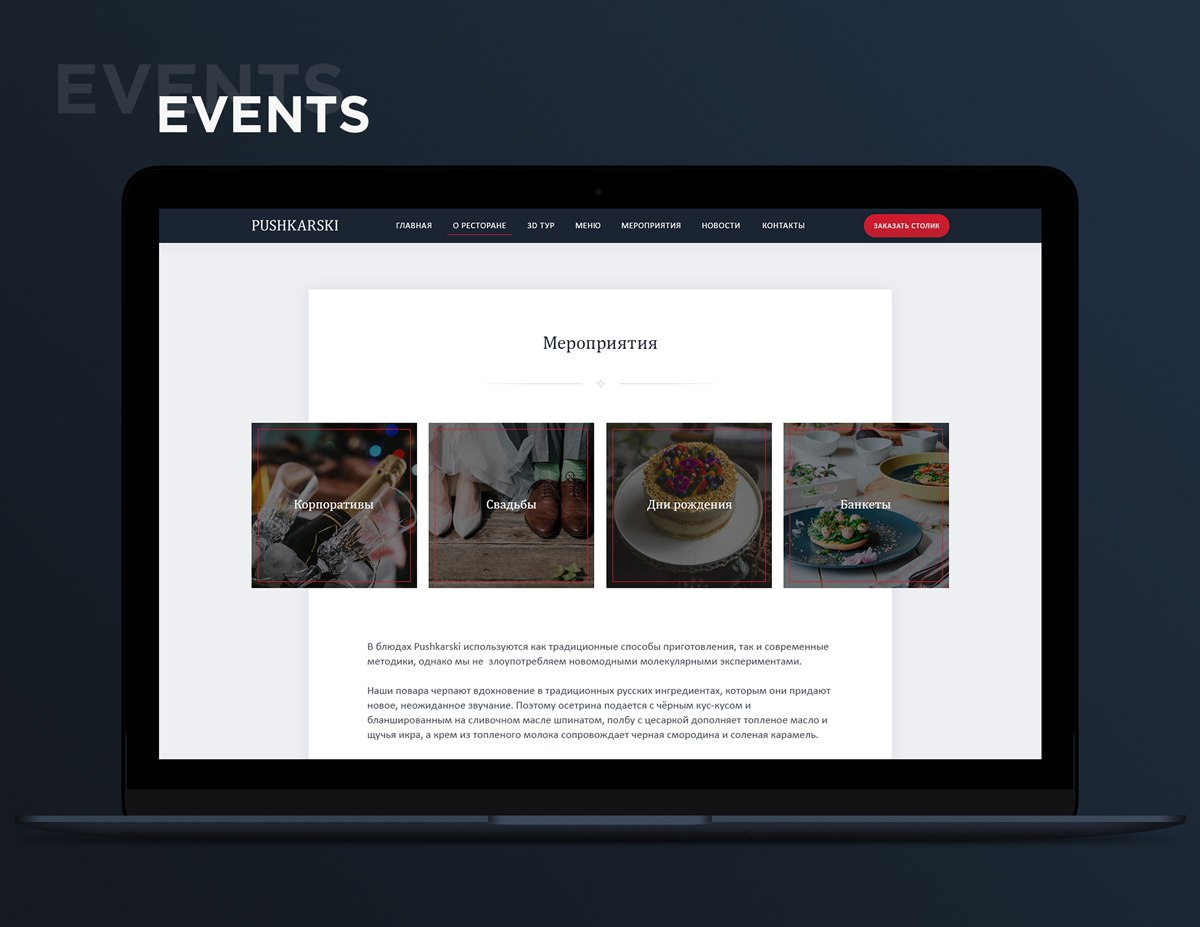 EVENTS
EVENTS
PUSHKARSKI ГЛАВНАЯ О РЕСТОРАНЕ 3D ТУР МЕНЮ МЕРОПРИЯТИЯ НОВОСТИ КОНТАКТЫ ЗАКАЗАТЬ СТОЛИК
Мероприятия
Корпоративы Свадьбы Дни рождения Банкеты
В блюдах Pushkarski используются как традиционные способы приготовления, так и современные
методики, однако мы не злоупотребляем новомодными молекулярными экспериментами.
Наши повара черпают вдохновение в традиционных русских ингредиентах, которым они придают
новое, неожиданное звучание. Поэтому осетрина подается с чёрным кус-кусом и
бланшированным на сливочном масле шпинатом, полбу с цесаркой дополняет топленое масло и
щучья икра, а крем из топленого молока сопровождает черная смородина и соленая карамель.